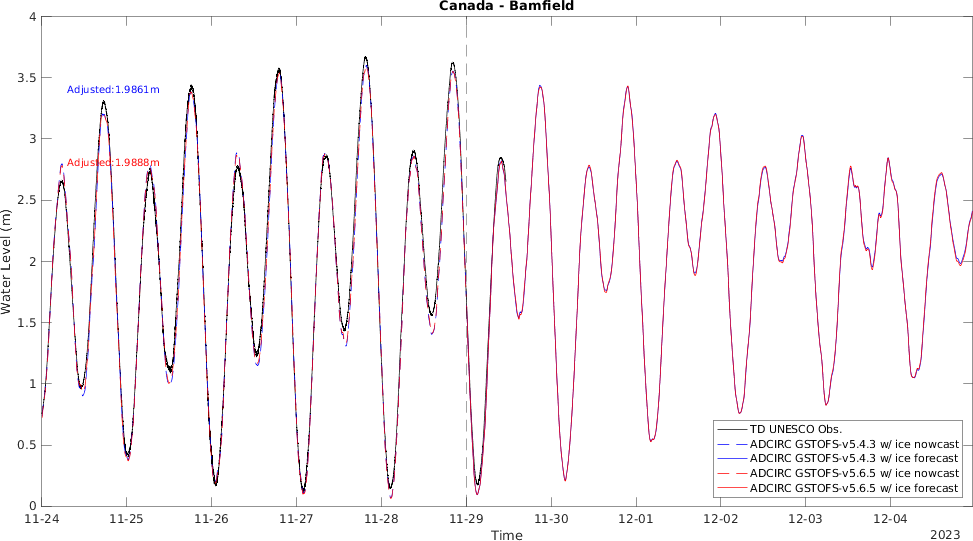 Canada - Bamfield
4
3.5
3
2.5
2
1.5
1
0.5
0
Water Level (m)
Adjusted:1.9861m
Adjusted:1.9888m
TD UNESCO Obs.
ADCIRC GSTOFS-v5.4.3 w/ ice nowcast
ADCIRC GSTOFS-v5.4.3 w/ ice forecast
ADCIRC GSTOFS-v5.6.5 w/ ice nowcast
ADCIRC GSTOFS-v5.6.5 w/ ice forecast
11-24 11-25 11-26 11-27 11-28 11-29 11-30 12-01 12-02 12-03 12-04
Time
2023